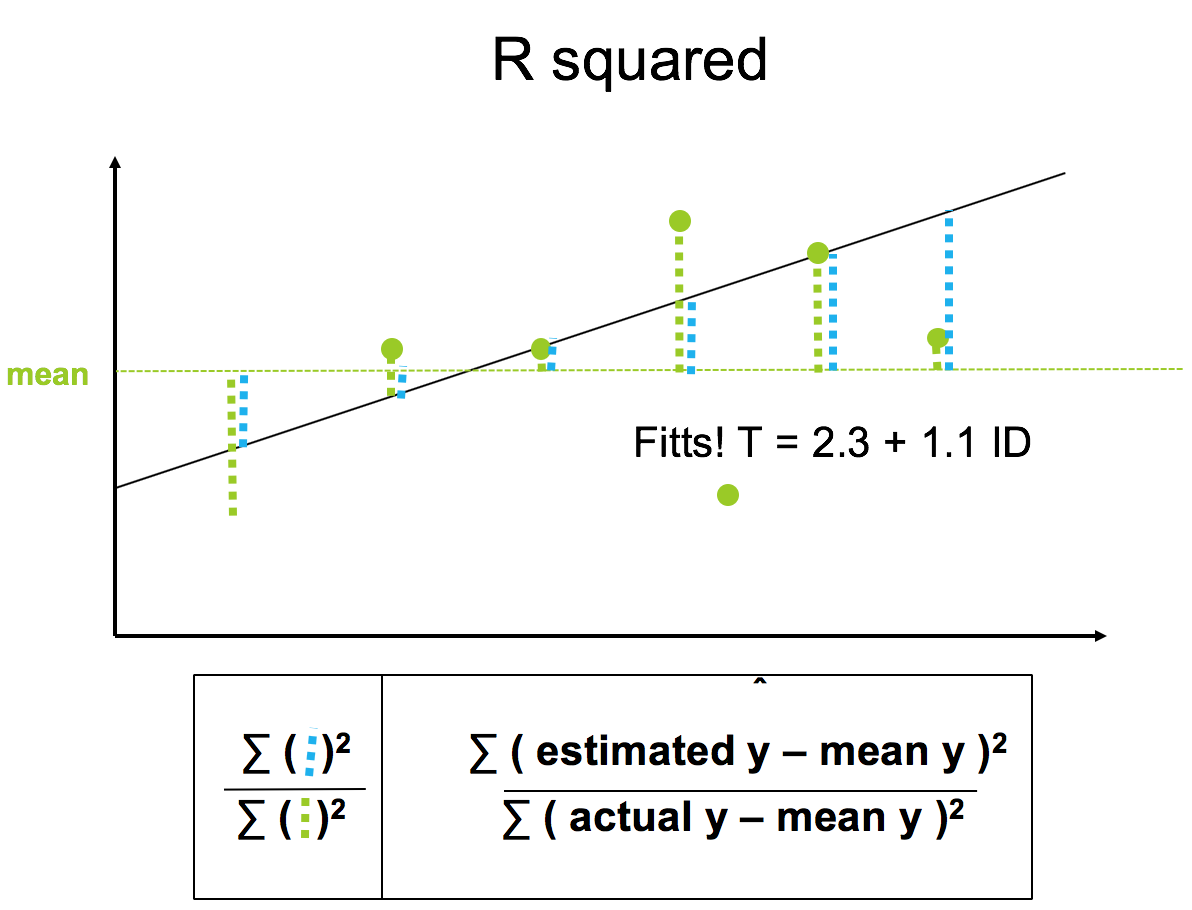 R squared
mean
Fitts! T = 2.3 + 1.1 ID
ˆ
∑ ( )²
∑ ( )²
∑ ( estimated y – mean y )²
∑ ( actual y – mean y )²